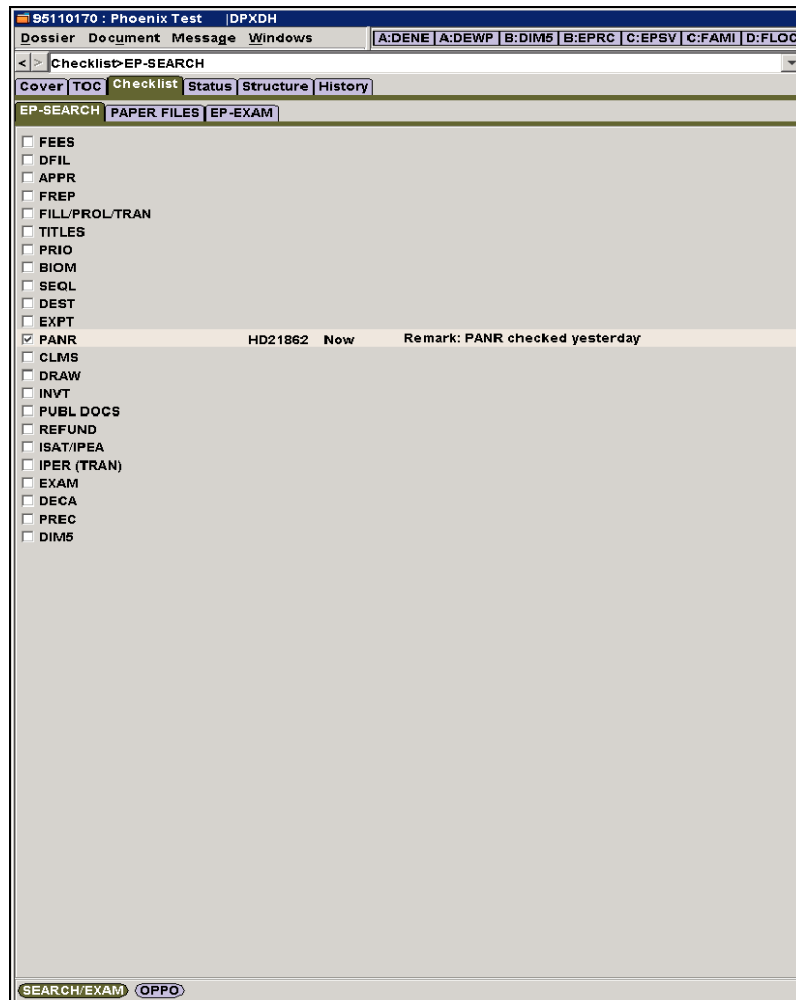 95110170 : Phoenix Test |DPXDH
Dossier Document Message Windows A:DENE A:DEWP B:DIM5 B:EPRC C:EPSV C:FAMI D:FLOC
< > Checklist>EP-SEARCH
Cover TOC Checklist Status Structure History
EP-SEARCH PAPER FILES EP-EXAM
FEES
DFIL
APPR
FREP
FILL/PROL/TRAN
TITLES
PRIO
BIOM
SEQL
DEST
EXPT
PANR HD21862 Now Remark: PANR checked yesterday
CLMS
DRAW
INVT
PUBL DOCS
REFUND
ISAT/IPEA
IPER (TRAN)
EXAM
DECA
PREC
DIM5
SEARCH/EXAM OPPO